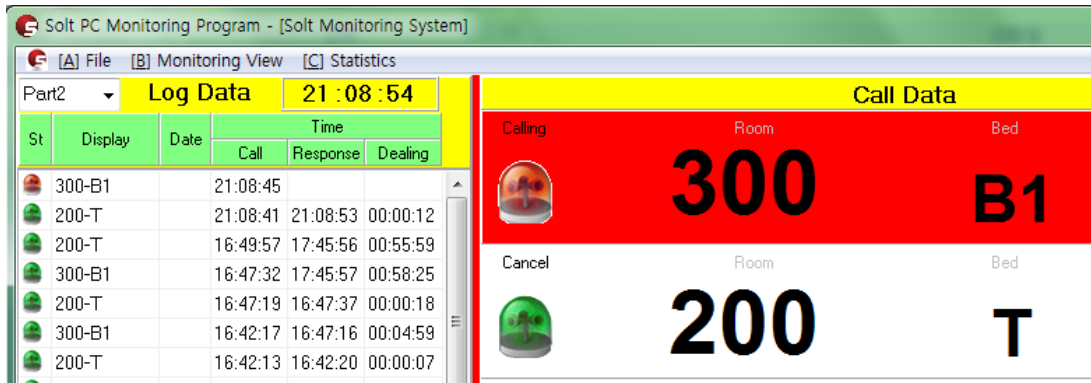 Solt PC Monitoring Program - [Solt Monitoring System]
[A] File [B] Monitoring View [C] Statistics
Part2 Log Data 21:08:54
St Display Date Time
Call Response Dealing
300-B1 21:08:45
200-T 21:08:41 21:08:53 00:00:12
200-T 16:49:57 17:45:56 00:55:59
300-B1 16:47:32 17:45:57 00:58:25
200-T 16:47:19 16:47:37 00:00:18
300-B1 16:42:17 16:47:16 00:04:59
200-T 16:42:13 16:42:20 00:00:07
Call Data
Calling Room Bed
300 B1
Cancel Room Bed
200 T